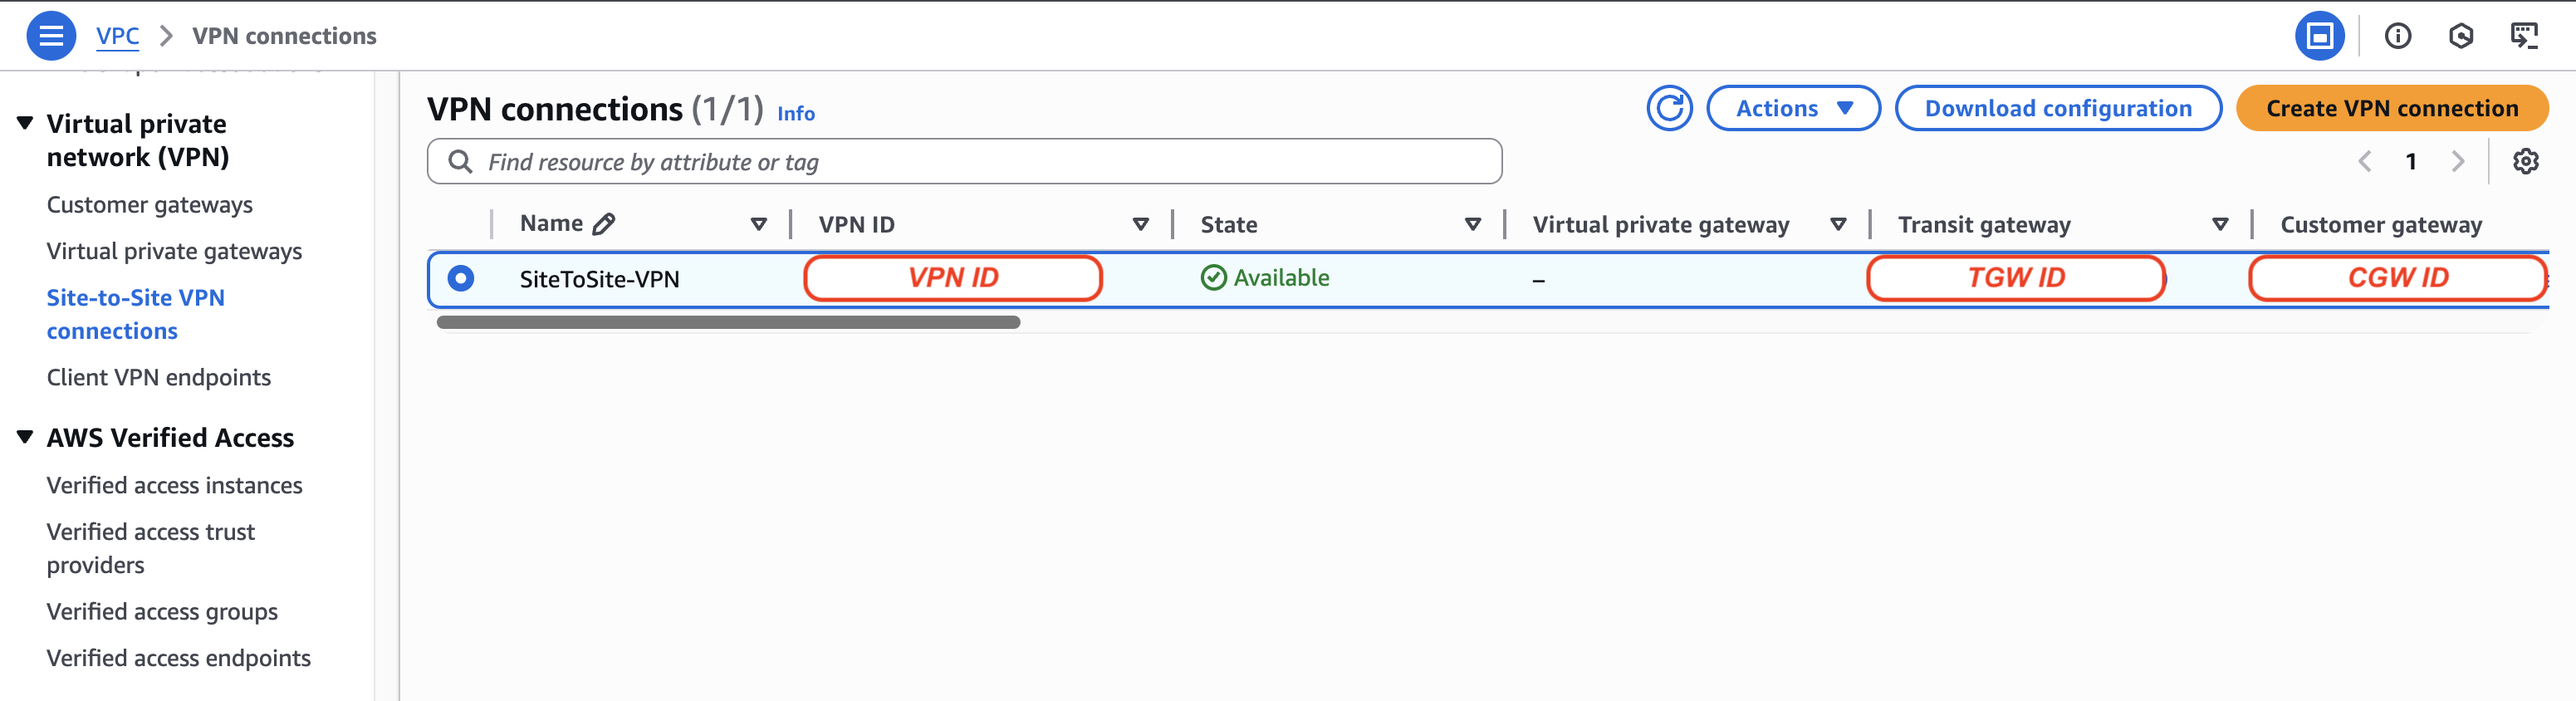 VPC > VPN connections
Virtual private
network (VPN)
Customer gateways
Virtual private gateways
Site-to-Site VPN
connections
Client VPN endpoints
AWS Verified Access
Verified access instances
Verified access trust
providers
Verified access groups
Verified access endpoints
VPN connections (1/1) Info
Actions
Download configuration
Create VPN connection
Find resource by attribute or tag
1
Name VPN ID State Virtual private gateway Transit gateway Customer gateway
SiteToSite-VPN VPN ID Available – TGW ID CGW ID